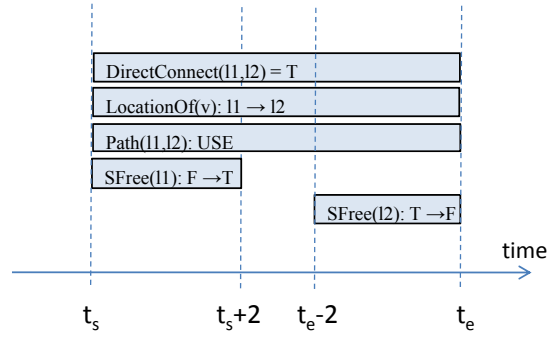 DirectConnect(l1,l2) = T
LocationOf(v): l1 → l2
Path(l1,l2): USE
SFree(l1): F →T
SFree(l2): T →F
time
ts ts+2 te-2 te